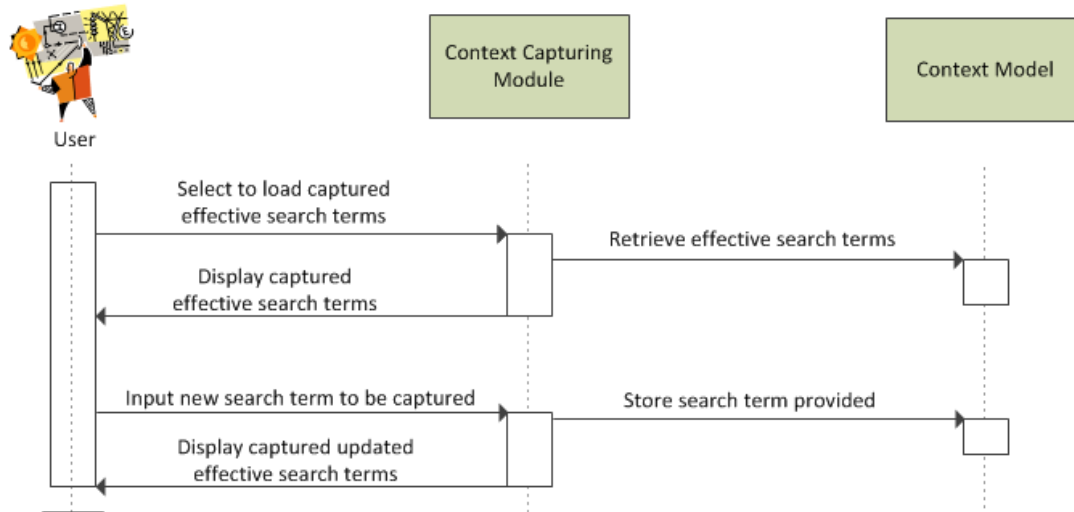 Context Capturing
Module
Context Model
User
Select to load captured
effective search terms
Retrieve effective search terms
Display captured
effective search terms
Input new search term to be captured
Store search term provided
Display captured updated
effective search terms